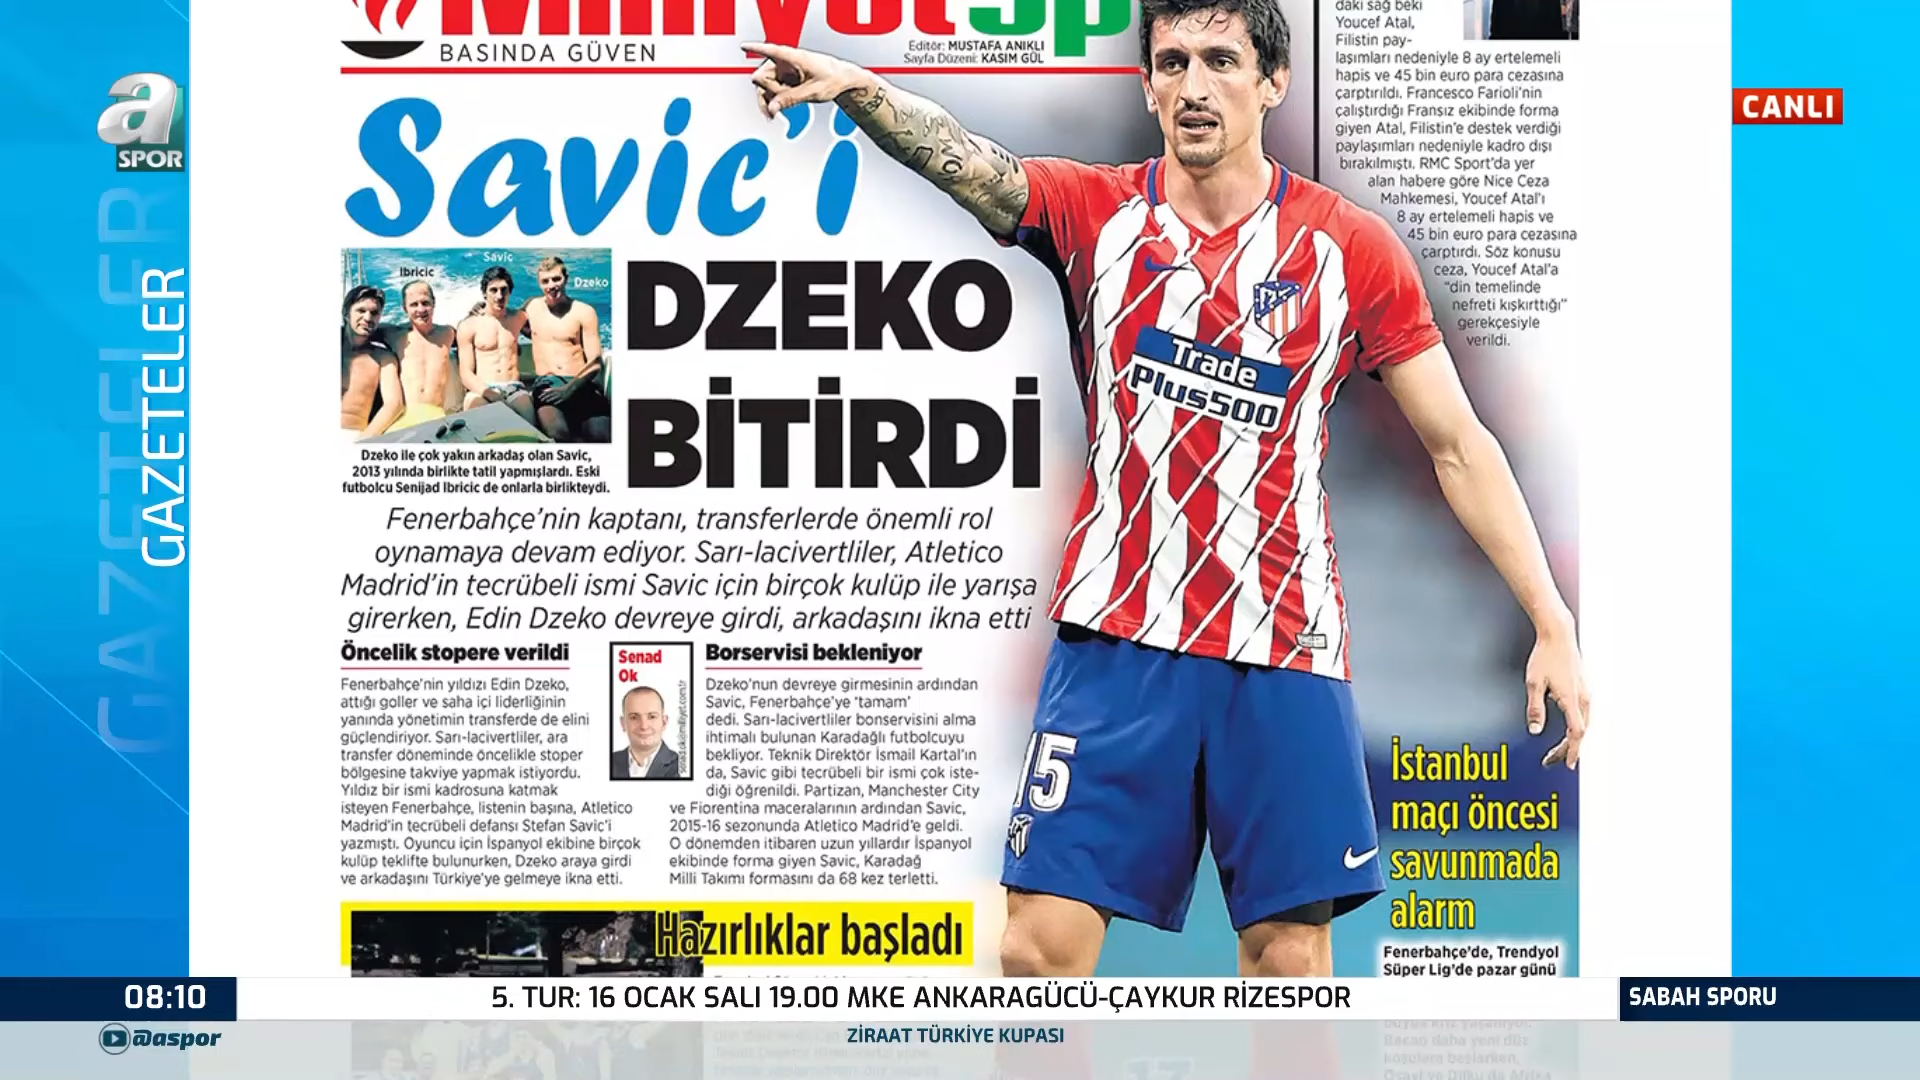 Milliyet Sp
BASINDA GÜVEN
Editör: MUSTAFA ANIKLI
Sayfa Düzeni: KASIM GÜL
a
SPOR
GAZETELER
GAZETELER
CANLI
Savic'i
DZEKO
BİTİRDİ
Ibricic
Savic
Dzeko
Dzeko ile çok yakın arkadaş olan Savic,
2013 yılında birlikte tatil yapmışlardı. Eski
futbolcu Senijad Ibricic de onlarla birlikteydi.
Fenerbahçe'nin kaptanı, transferlerde önemli rol
oynamaya devam ediyor. Sarı-lacivertliler, Atletico
Madrid'in tecrübeli ismi Savic için birçok kulüp ile yarışa
girerken, Edin Dzeko devreye girdi, arkadaşını ikna etti
Öncelik stopere verildi
Fenerbahçe'nin yıldızı Edin Dzeko,
attığı goller ve saha içi liderliğinin
yanında yönetimin transferde de elini
güçlendiriyor. Sarı-lacivertliler, ara
transfer döneminde öncelikle stoper
bölgesine takviye yapmak istiyordu.
Yıldız bir ismi kadrosuna katmak
isteyen Fenerbahçe, listenin başına, Atletico
Madrid'in tecrübeli defansı Stefan Savic'i
yazmıştı. Oyuncu için İspanyol ekibine birçok
kulüp teklifte bulunurken, Dzeko araya girdi
ve arkadaşını Türkiye'ye gelmeye ikna etti.
Senad
Ok
senad.ok@milliyet.com.tr
Borservisi bekleniyor
Dzeko'nun devreye girmesinin ardından
Savic, Fenerbahçe'ye 'tamam'
dedi. Sarı-lacivertliler bonservisini alma
ihtimalı bulunan Karadağlı futbolcuyu
bekliyor. Teknik Direktör İsmail Kartal'ın
da, Savic gibi tecrübeli bir ismi çok iste-
diği öğrenildi. Partizan, Manchester City
ve Fiorentina maceralarının ardından Savic,
2015-16 sezonunda Atletico Madrid'e geldi.
O dönemden itibaren uzun yıllardır İspanyol
ekibinde forma giyen Savic, Karadağ
Milli Takımı formasını da 68 kez terletti.
daki sağ beki
Youcef Atal,
Filistin pay-
laşımları nedeniyle 8 ay ertelemeli
hapis ve 45 bin euro para cezasına
çarptırıldı. Francesco Farioli'nin
çalıştırdığı Fransız ekibinde forma
giyen Atal, Filistin'e destek verdiği
paylaşımları nedeniyle kadro dışı
bırakılmıştı. RMC Sport'da yer
alan habere göre Nice Ceza
Mahkemesi, Youcef Atal'ı
8 ay ertelemeli hapis ve
45 bin euro para cezasına
çarptırdı. Söz konusu
ceza, Youcef Atal'a
"din temelinde
nefreti kışkırttığı"
gerekçesiyle
verildi.
Trade
Plus500
15
İstanbul
maçı öncesi
savunmada
alarm
Fenerbahçe'de, Trendyol
Süper Lig'de pazar günü
Hazırlıklar başladı
08:10
5. TUR: 16 OCAK SALI 19.00 MKE ANKARAGÜCÜ-ÇAYKUR RİZESPOR
SABAH SPORU
@aspor
ZİRAAT TÜRKİYE KUPASI